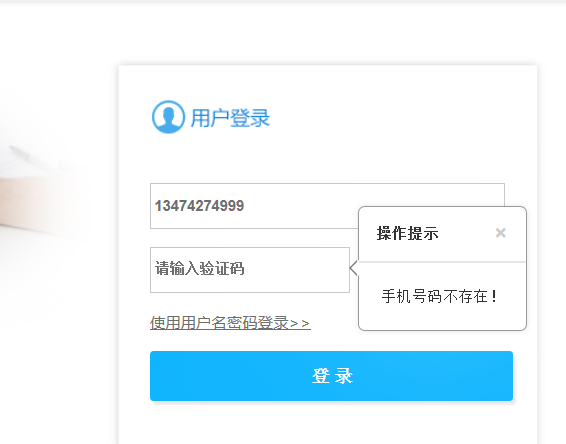 用户登录
13474274999
操作提示 ×
请输入验证码
手机号码不存在！
使用用户名密码登录>>
登 录